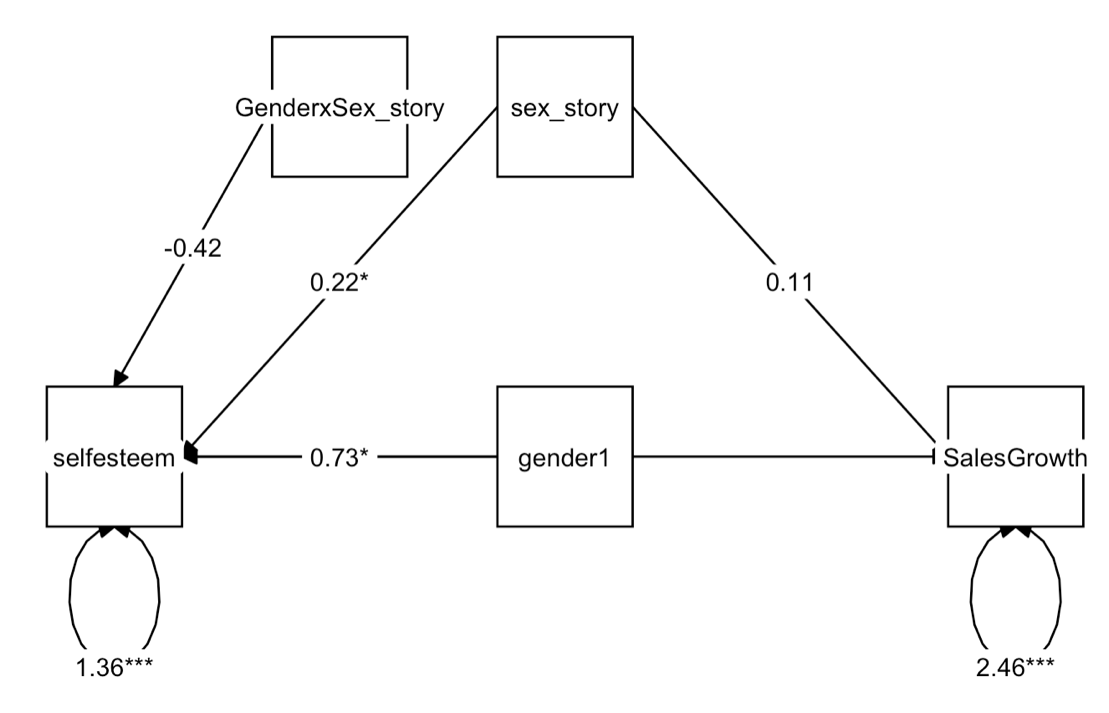 GenderxSex_story
sex_story
-0.42
0.22*
0.11
selfesteem
0.73*
gender1
SalesGrowth
1.36***
2.46***